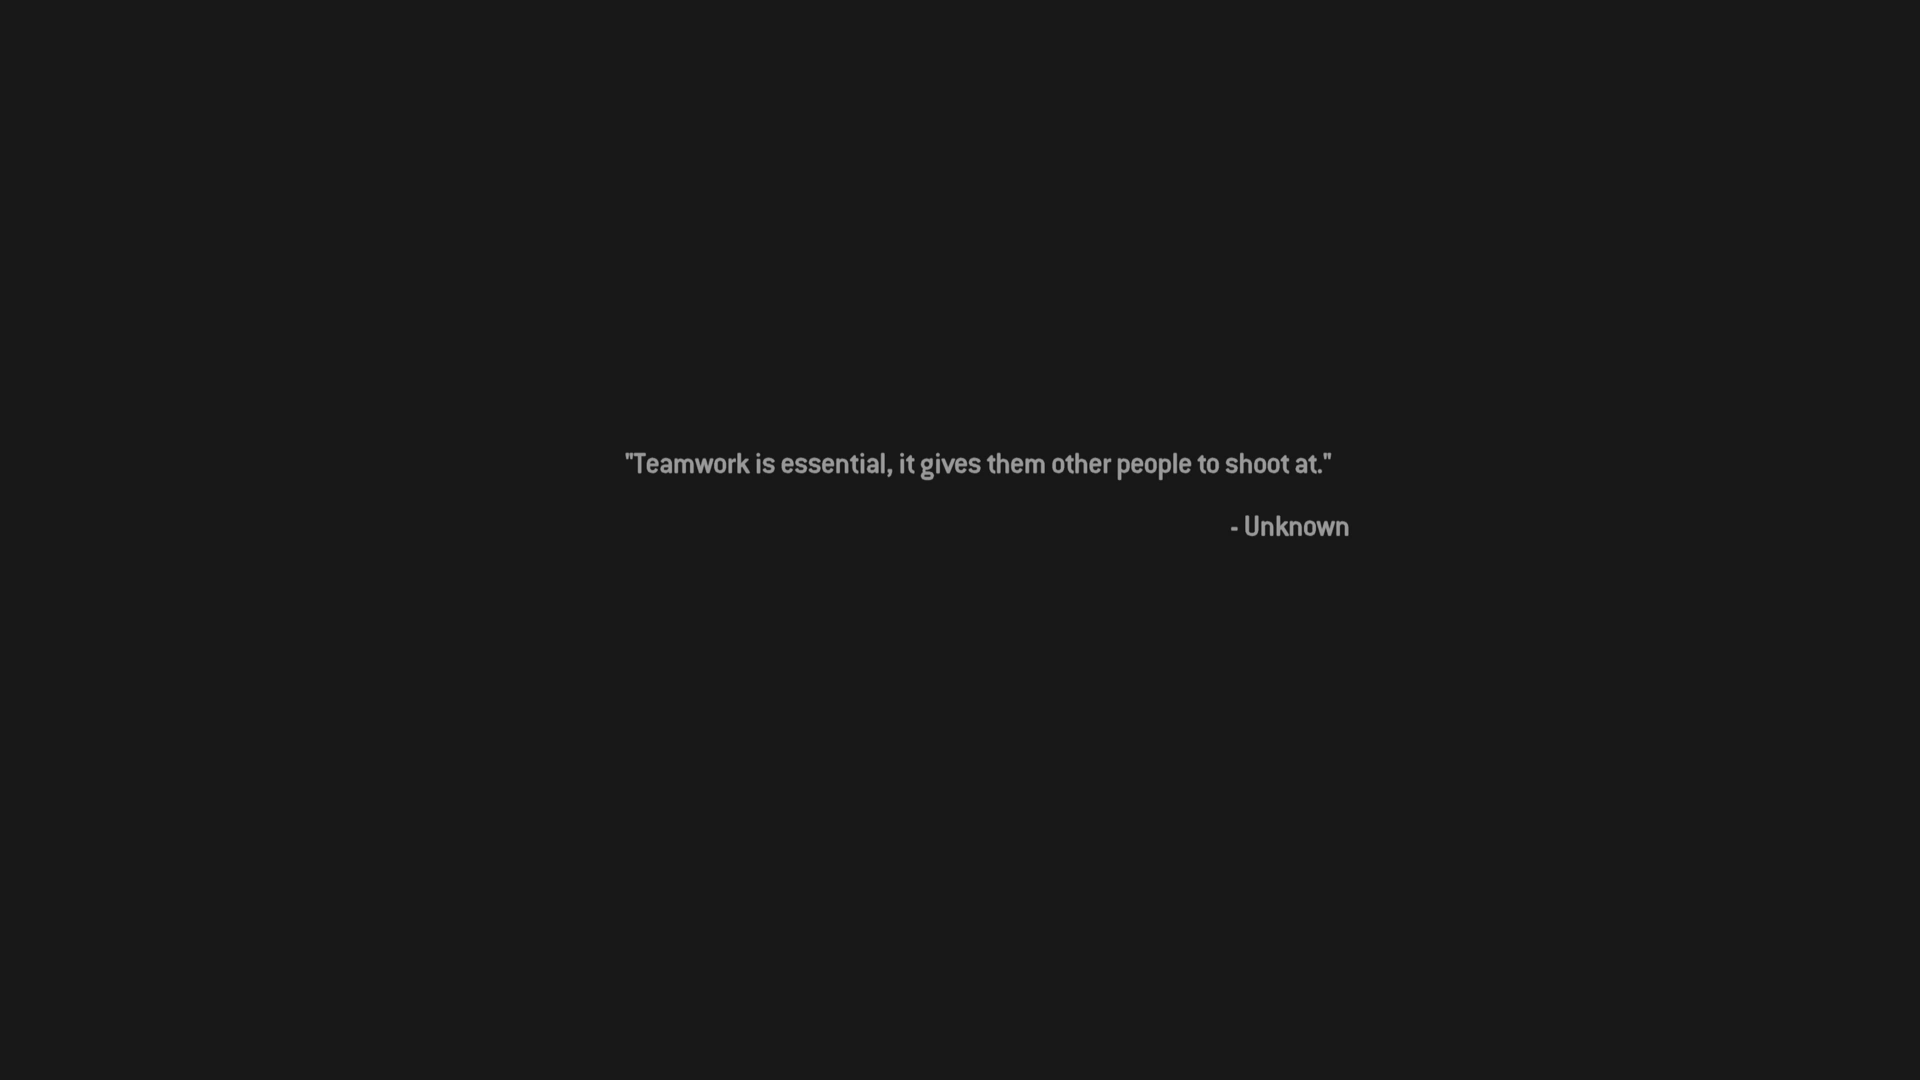 "Teamwork is essential, it gives them other people to shoot at."
- Unknown